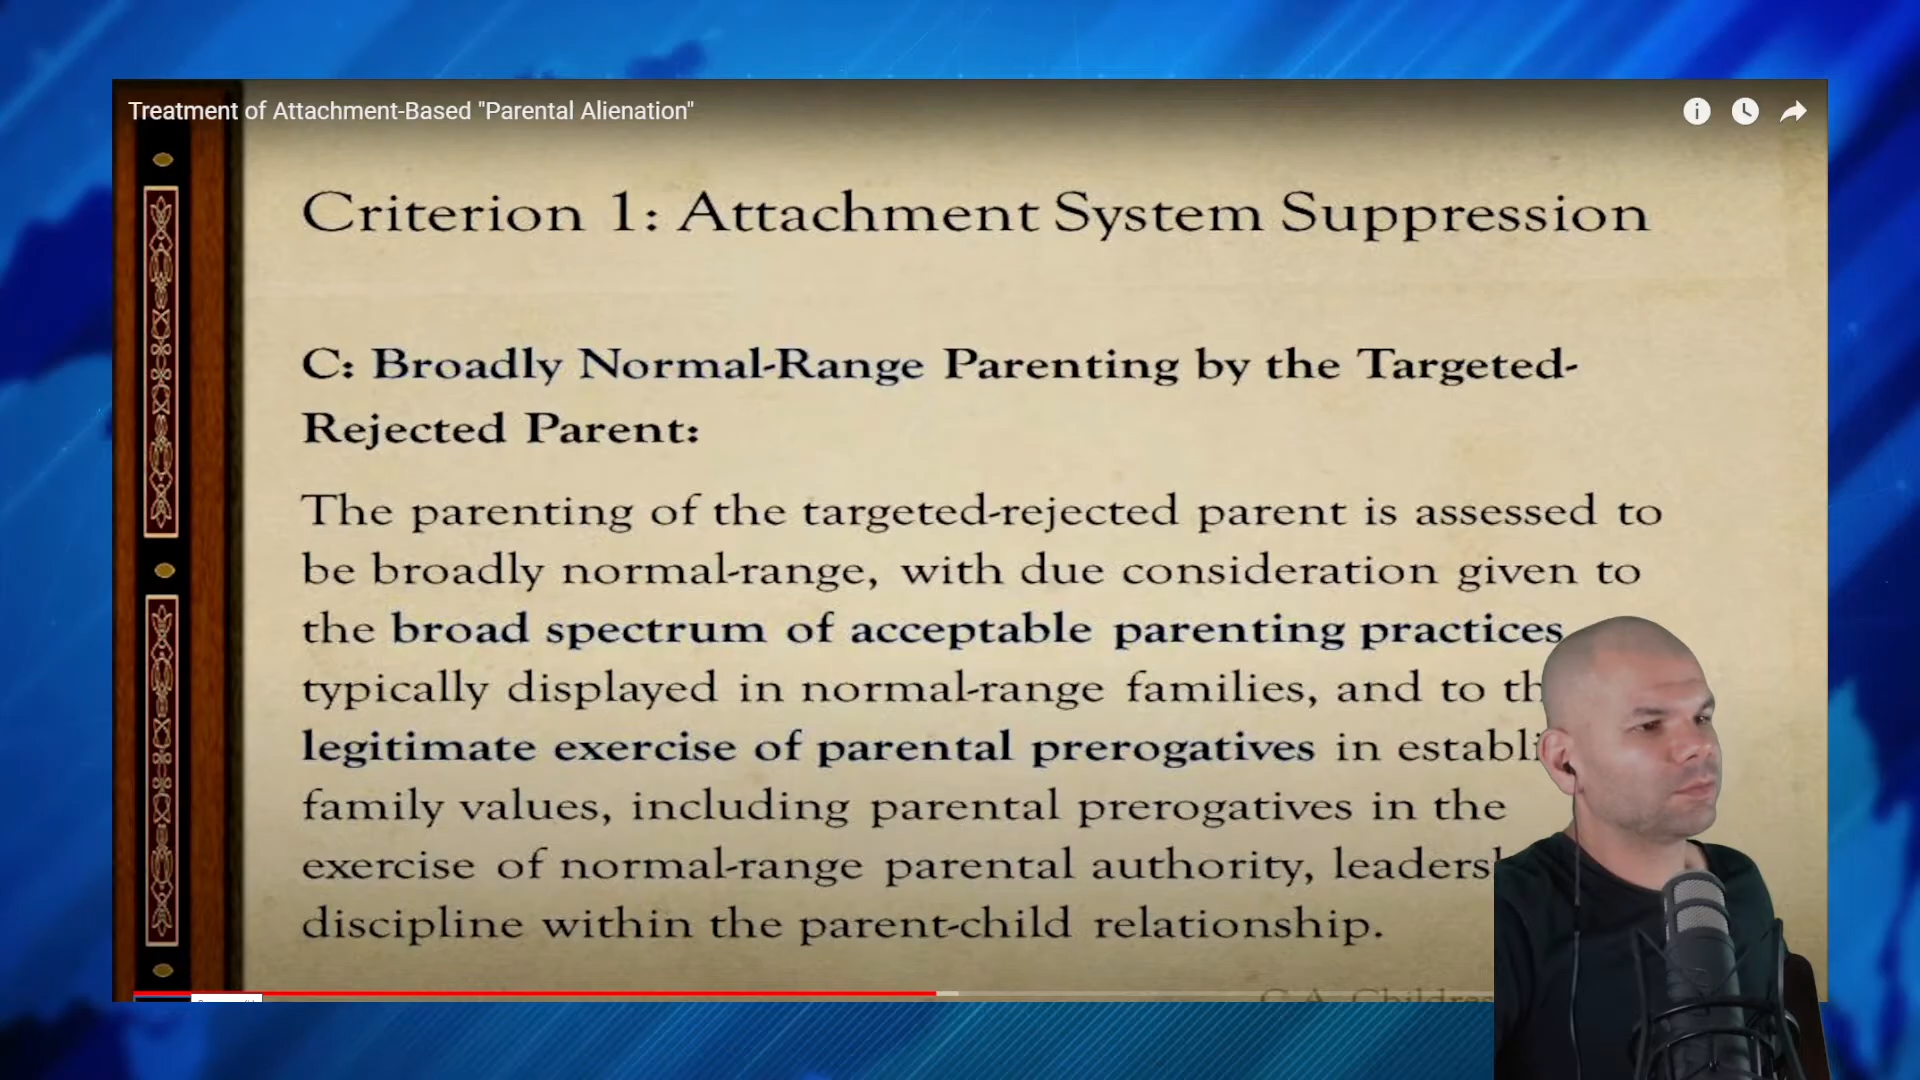 Treatment of Attachment-Based "Parental Alienation"
Criterion 1: Attachment System Suppression
C: Broadly Normal-Range Parenting by the Targeted-
Rejected Parent:
The parenting of the targeted-rejected parent is assessed to
be broadly normal-range, with due consideration given to
the broad spectrum of acceptable parenting practices
typically displayed in normal-range families, and to th
legitimate exercise of parental prerogatives in establi
family values, including parental prerogatives in the
exercise of normal-range parental authority, leadersh
discipline within the parent-child relationship.
C.A. Childres